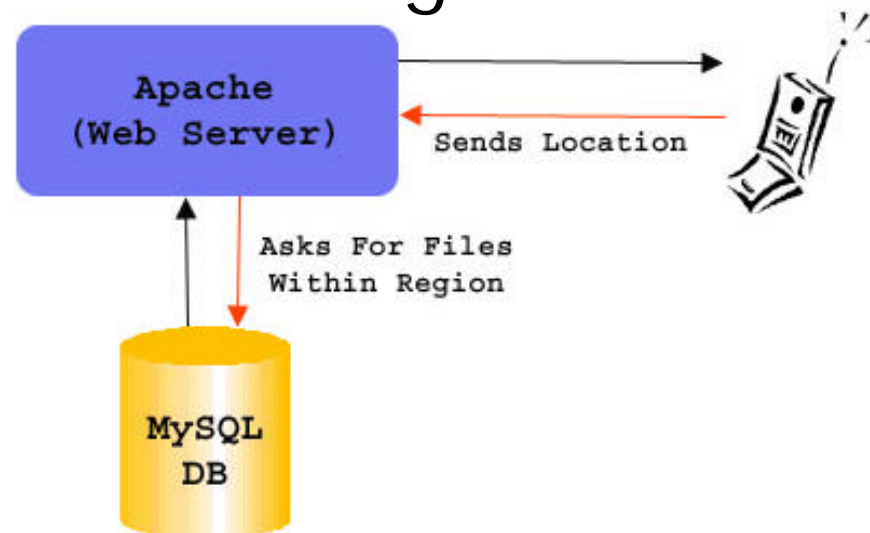 Apache
(Web Server)
Sends Location
Asks For Files
Within Region
MySQL
DB